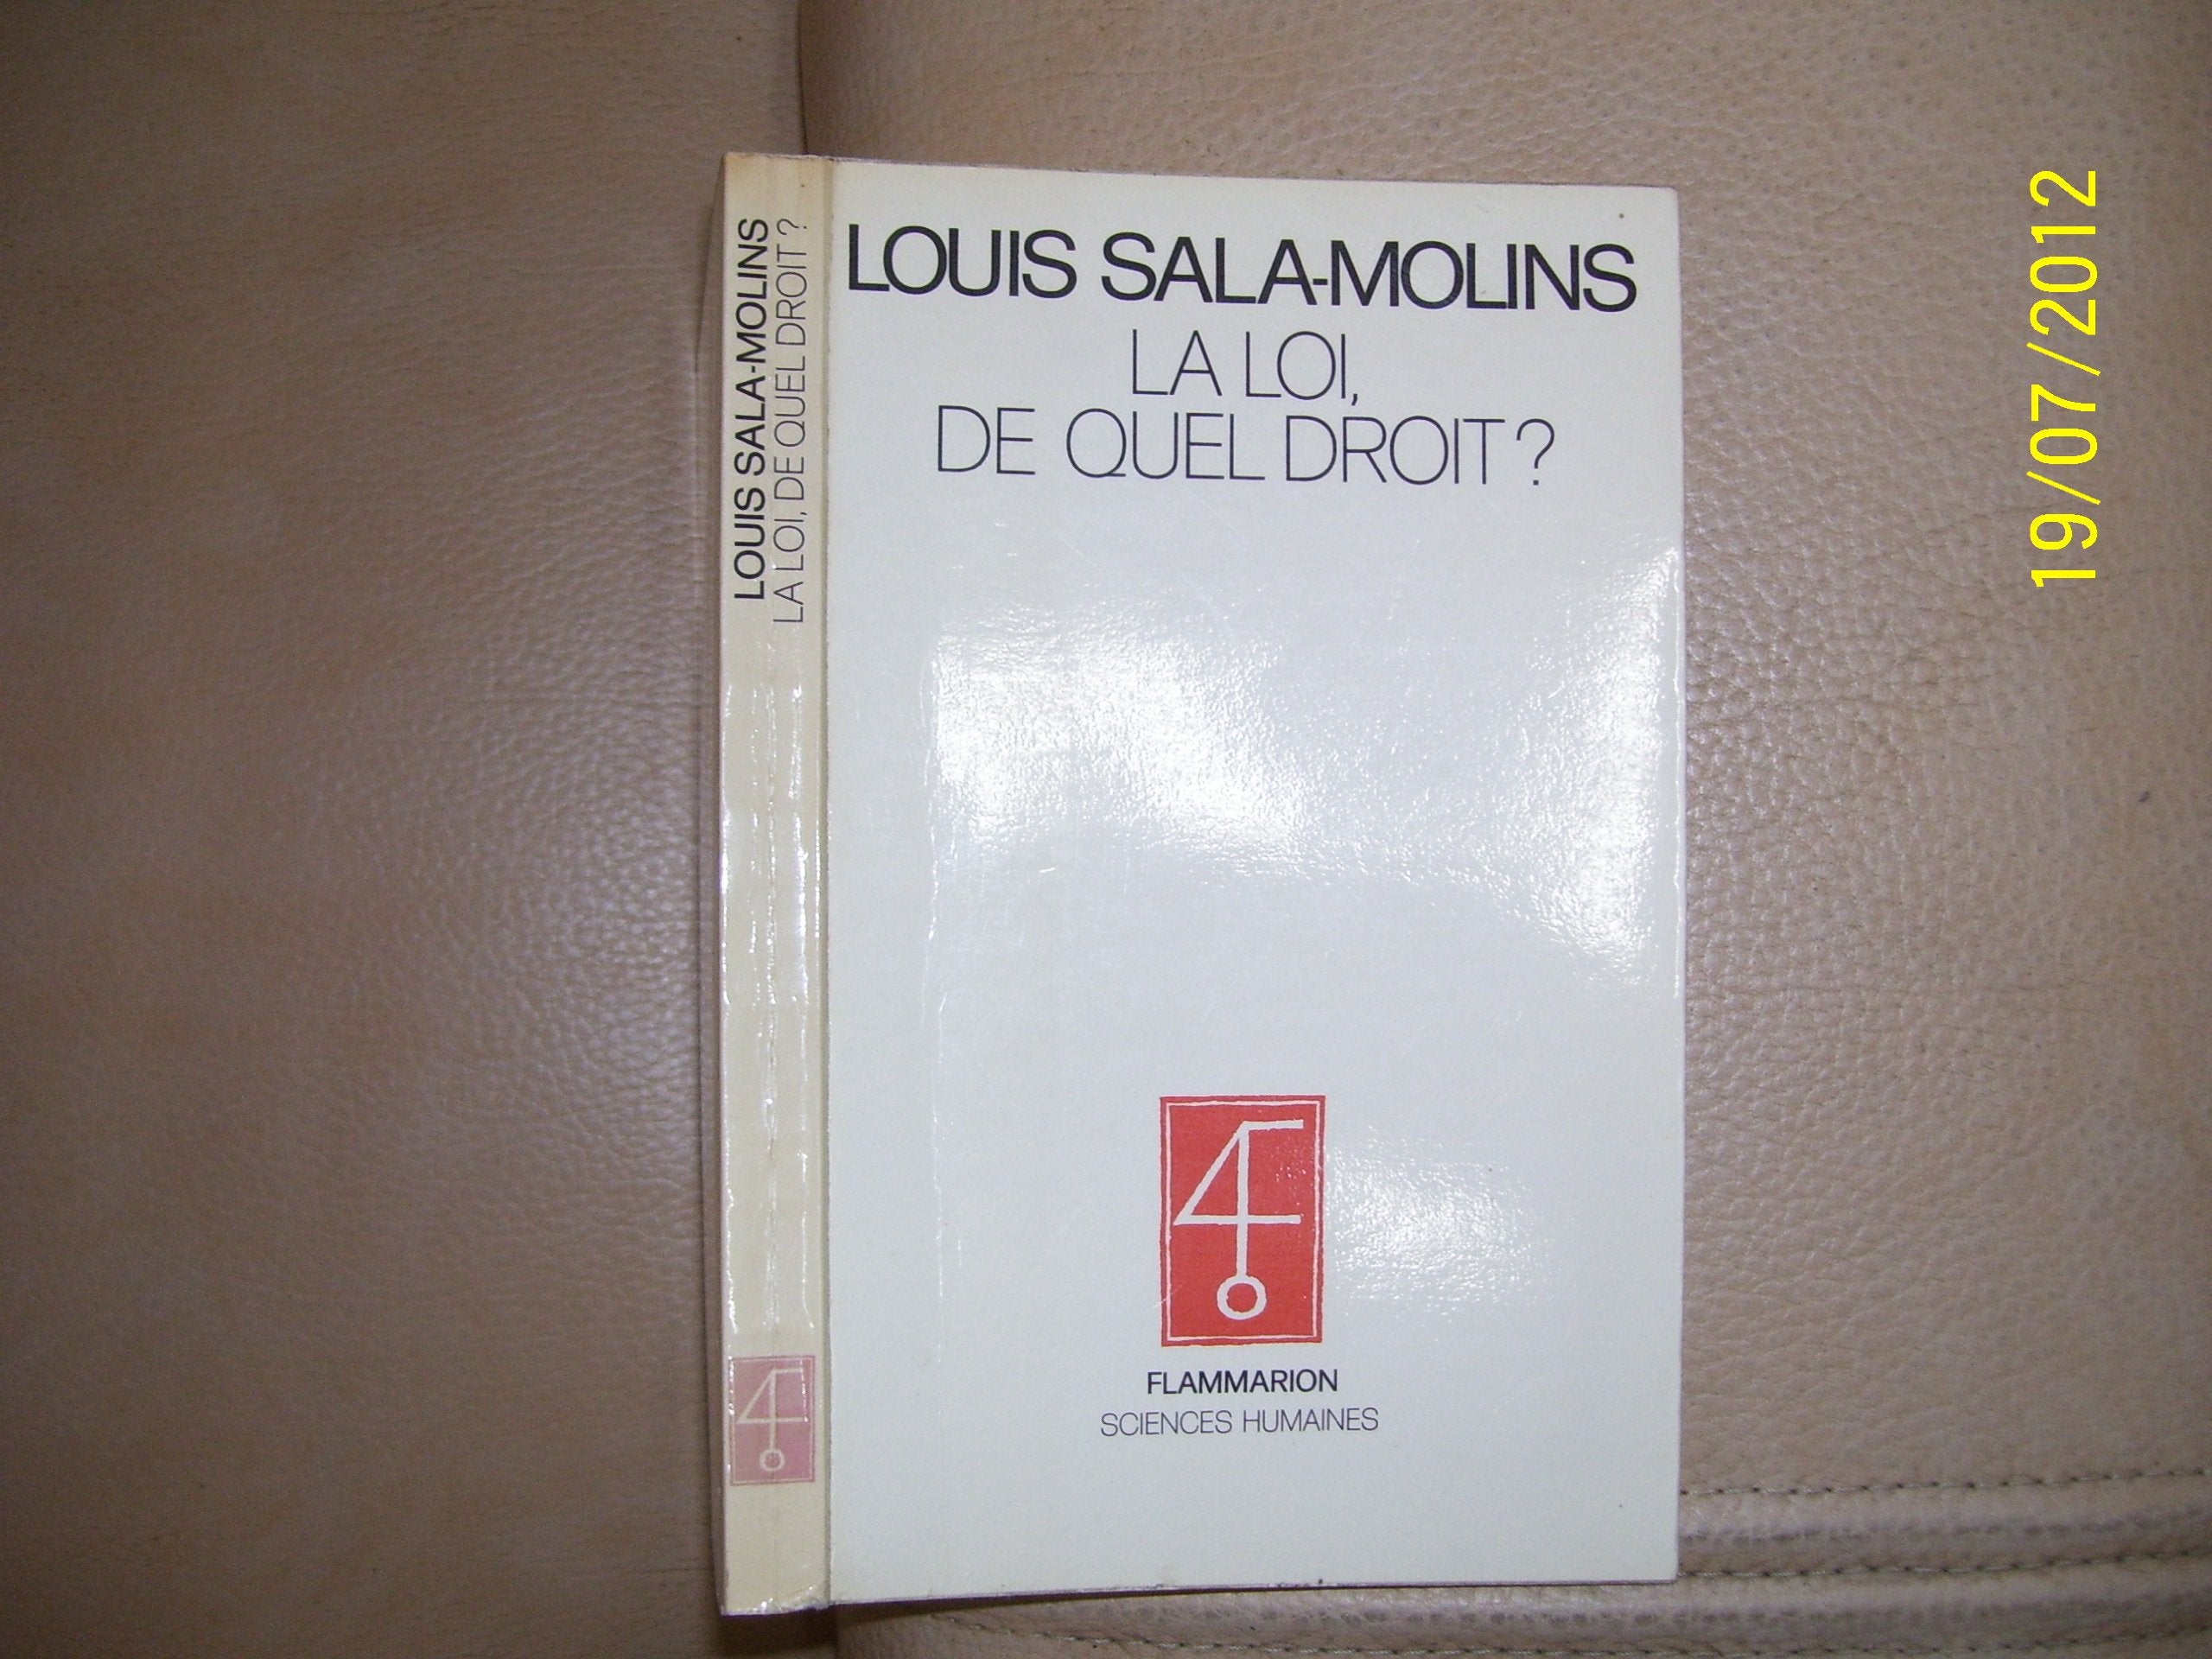 LOUIS SALA-MOLINS
LA LOI, DE QUEL DROIT ?
LOUIS SALA-MOLINS
LA LOI,
DE QUEL DROIT ?
FLAMMARION
SCIENCES HUMAINES
19/07/2012